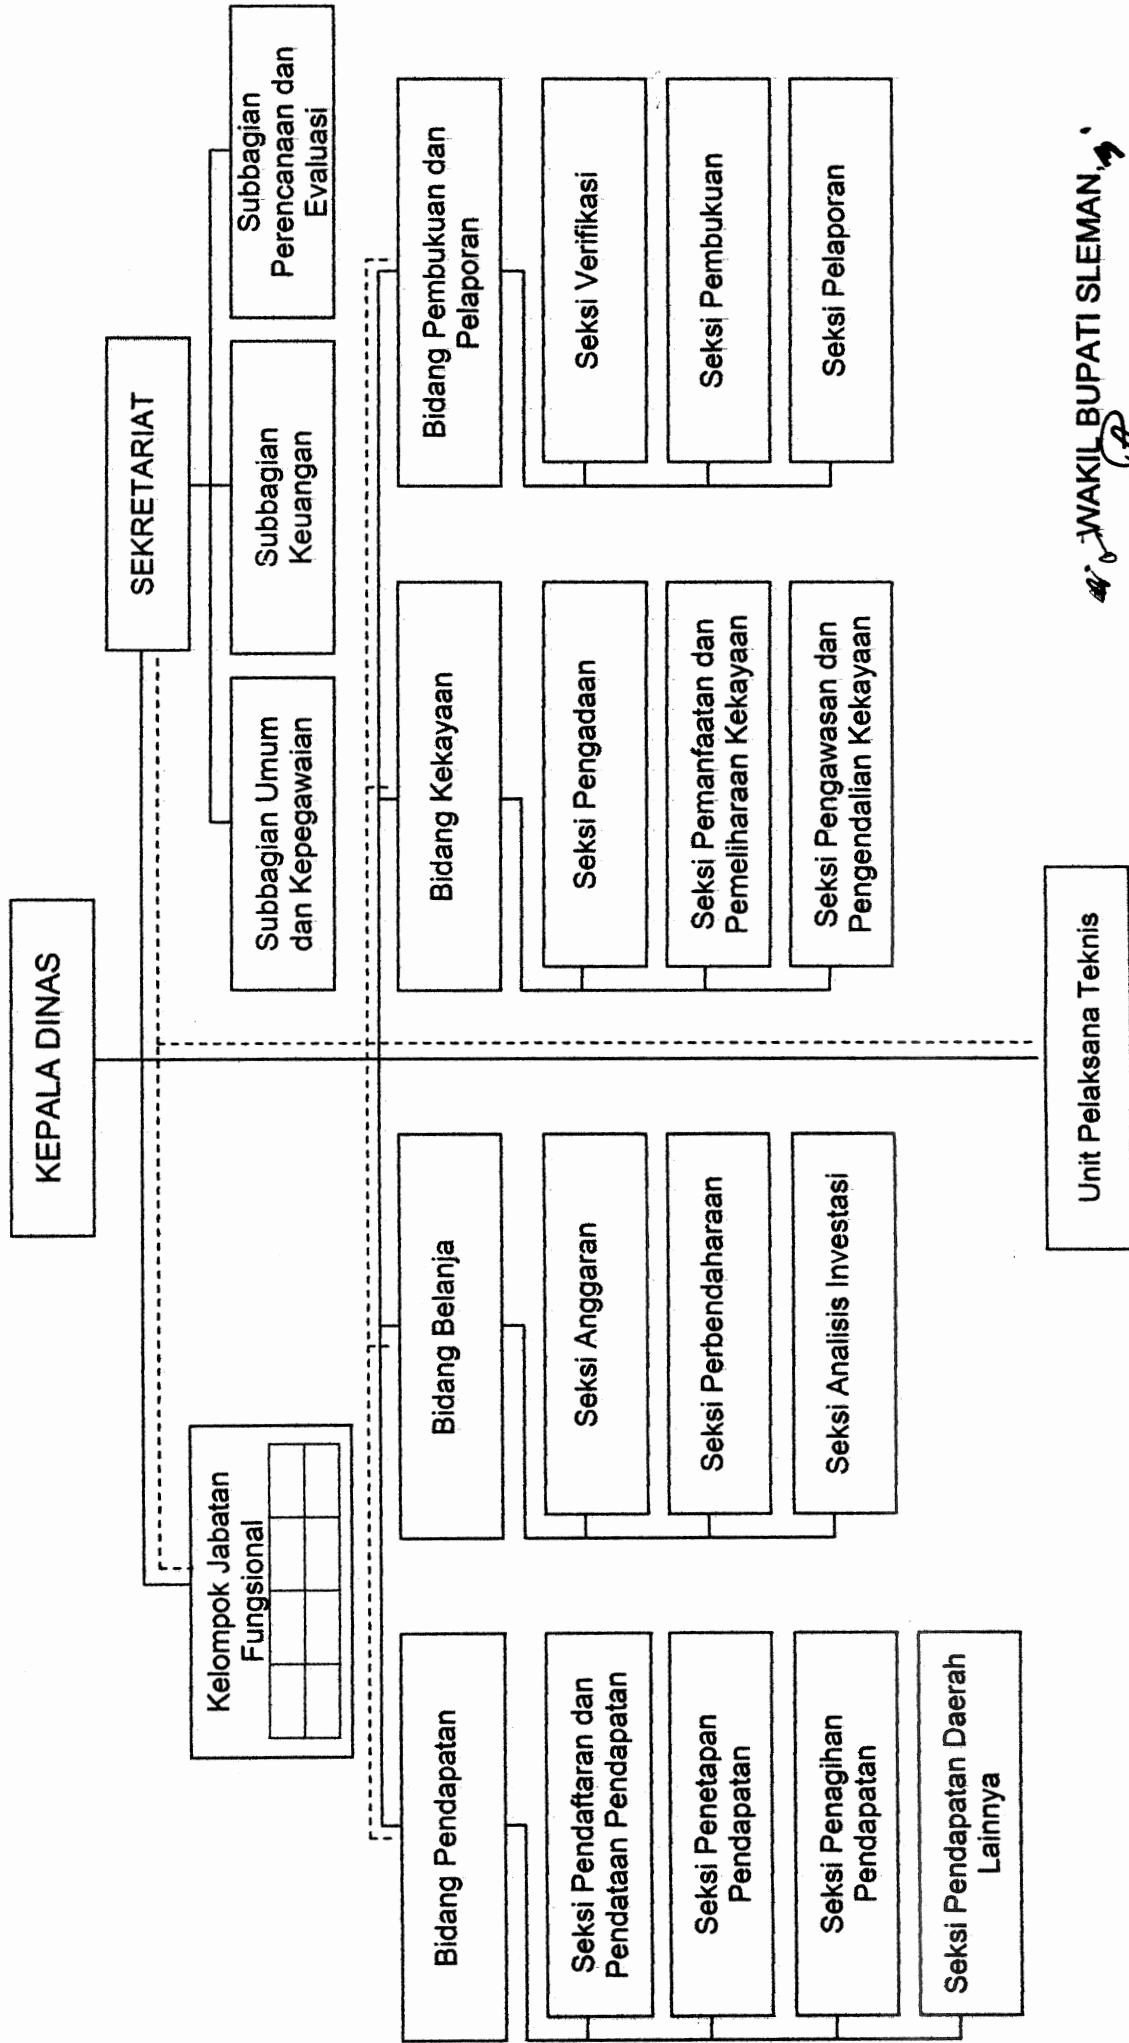 KEPALA DINAS
SEKRETARIAT
Kelompok Jabatan
Fungsional
Subbagian Umum
dan Kepegawaian
Subbagian
Keuangan
Subbagian
Perencanaan dan
Evaluasi
Bidang Pendapatan
Bidang Belanja
Bidang Kekayaan
Bidang Pembukuan dan
Pelaporan
Seksi Pendaftaran dan
Pendataan Pendapatan
Seksi Penetapan
Pendapatan
Seksi Penagihan
Pendapatan
Seksi Pendapatan Daerah
Lainnya
Seksi Anggaran
Seksi Perbendaharaan
Seksi Analisis Investasi
Seksi Pengadaan
Seksi Pemanfaatan dan
Pemeliharaan Kekayaan
Seksi Pengawasan dan
Pengendalian Kekayaan
Seksi Verifikasi
Seksi Pembukuan
Seksi Pelaporan
Unit Pelaksana Teknis
WAKIL BUPATI SLEMAN,